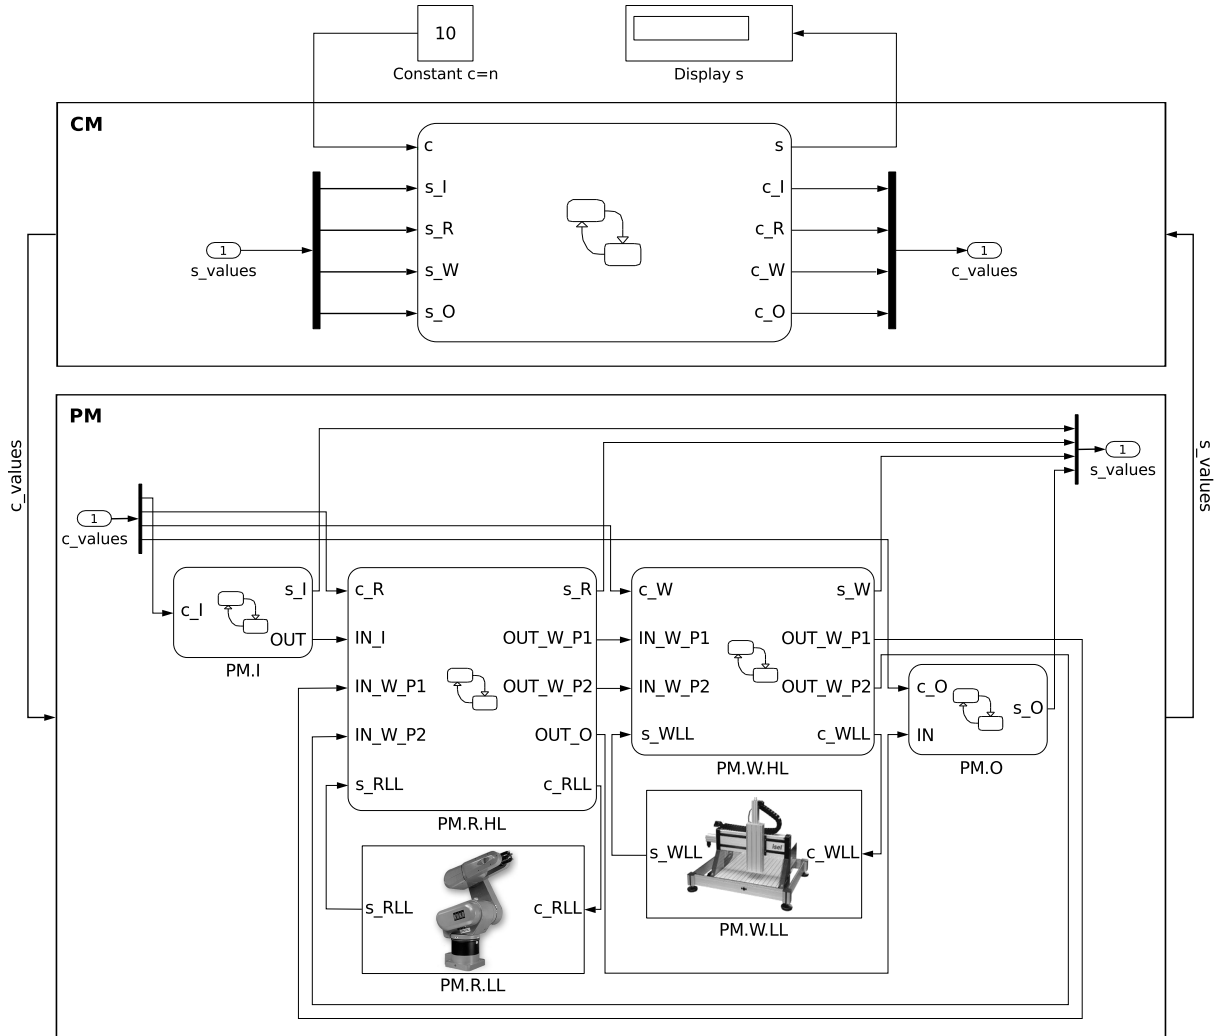 10
Constant c=n
Display s
CM
c
s
s_I
c_I
s_R
c_R
s_W
c_W
s_O
c_O
1
s_values
1
c_values
c_values
s_values
PM
1
s_values
1
c_values
c_I
s_I
OUT
PM.I
c_R
s_R
IN_I
OUT_W_P1
IN_W_P1
OUT_W_P2
IN_W_P2
OUT_O
s_RLL
c_RLL
PM.R.HL
c_W
s_W
IN_W_P1
OUT_W_P1
IN_W_P2
OUT_W_P2
s_WLL
c_WLL
PM.W.HL
c_O
s_O
IN
PM.O
s_WLL
isel
c_WLL
PM.W.LL
s_RLL
c_RLL
PM.R.LL